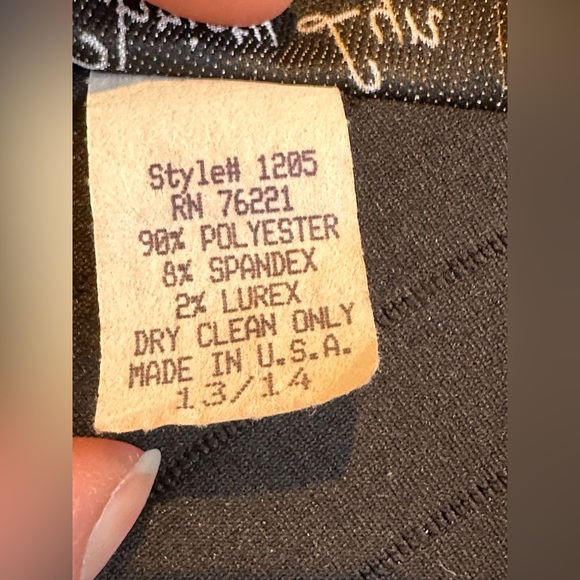 Style# 1205
RN 76221
90% POLYESTER
8% SPANDEX
2% LUREX
DRY CLEAN ONLY
MADE IN U.S.A.
13/14